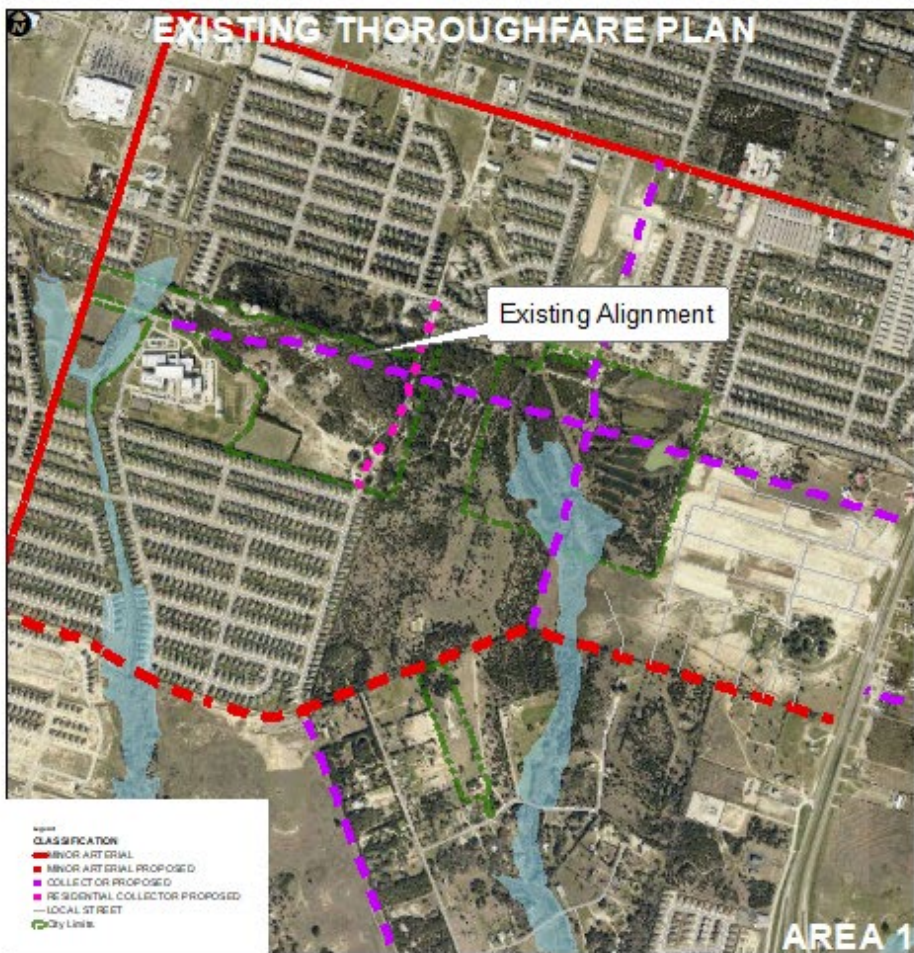 EXISTING THOROUGHFARE PLAN
N
Existing Alignment
Legend
CLASSIFICATION
MINOR ARTERIAL
MINOR ARTERIAL PROPOSED
COLLECTOR PROPOSED
RESIDENTIAL COLLECTOR PROPOSED
LOCAL STREET
City Limits
AREA 1